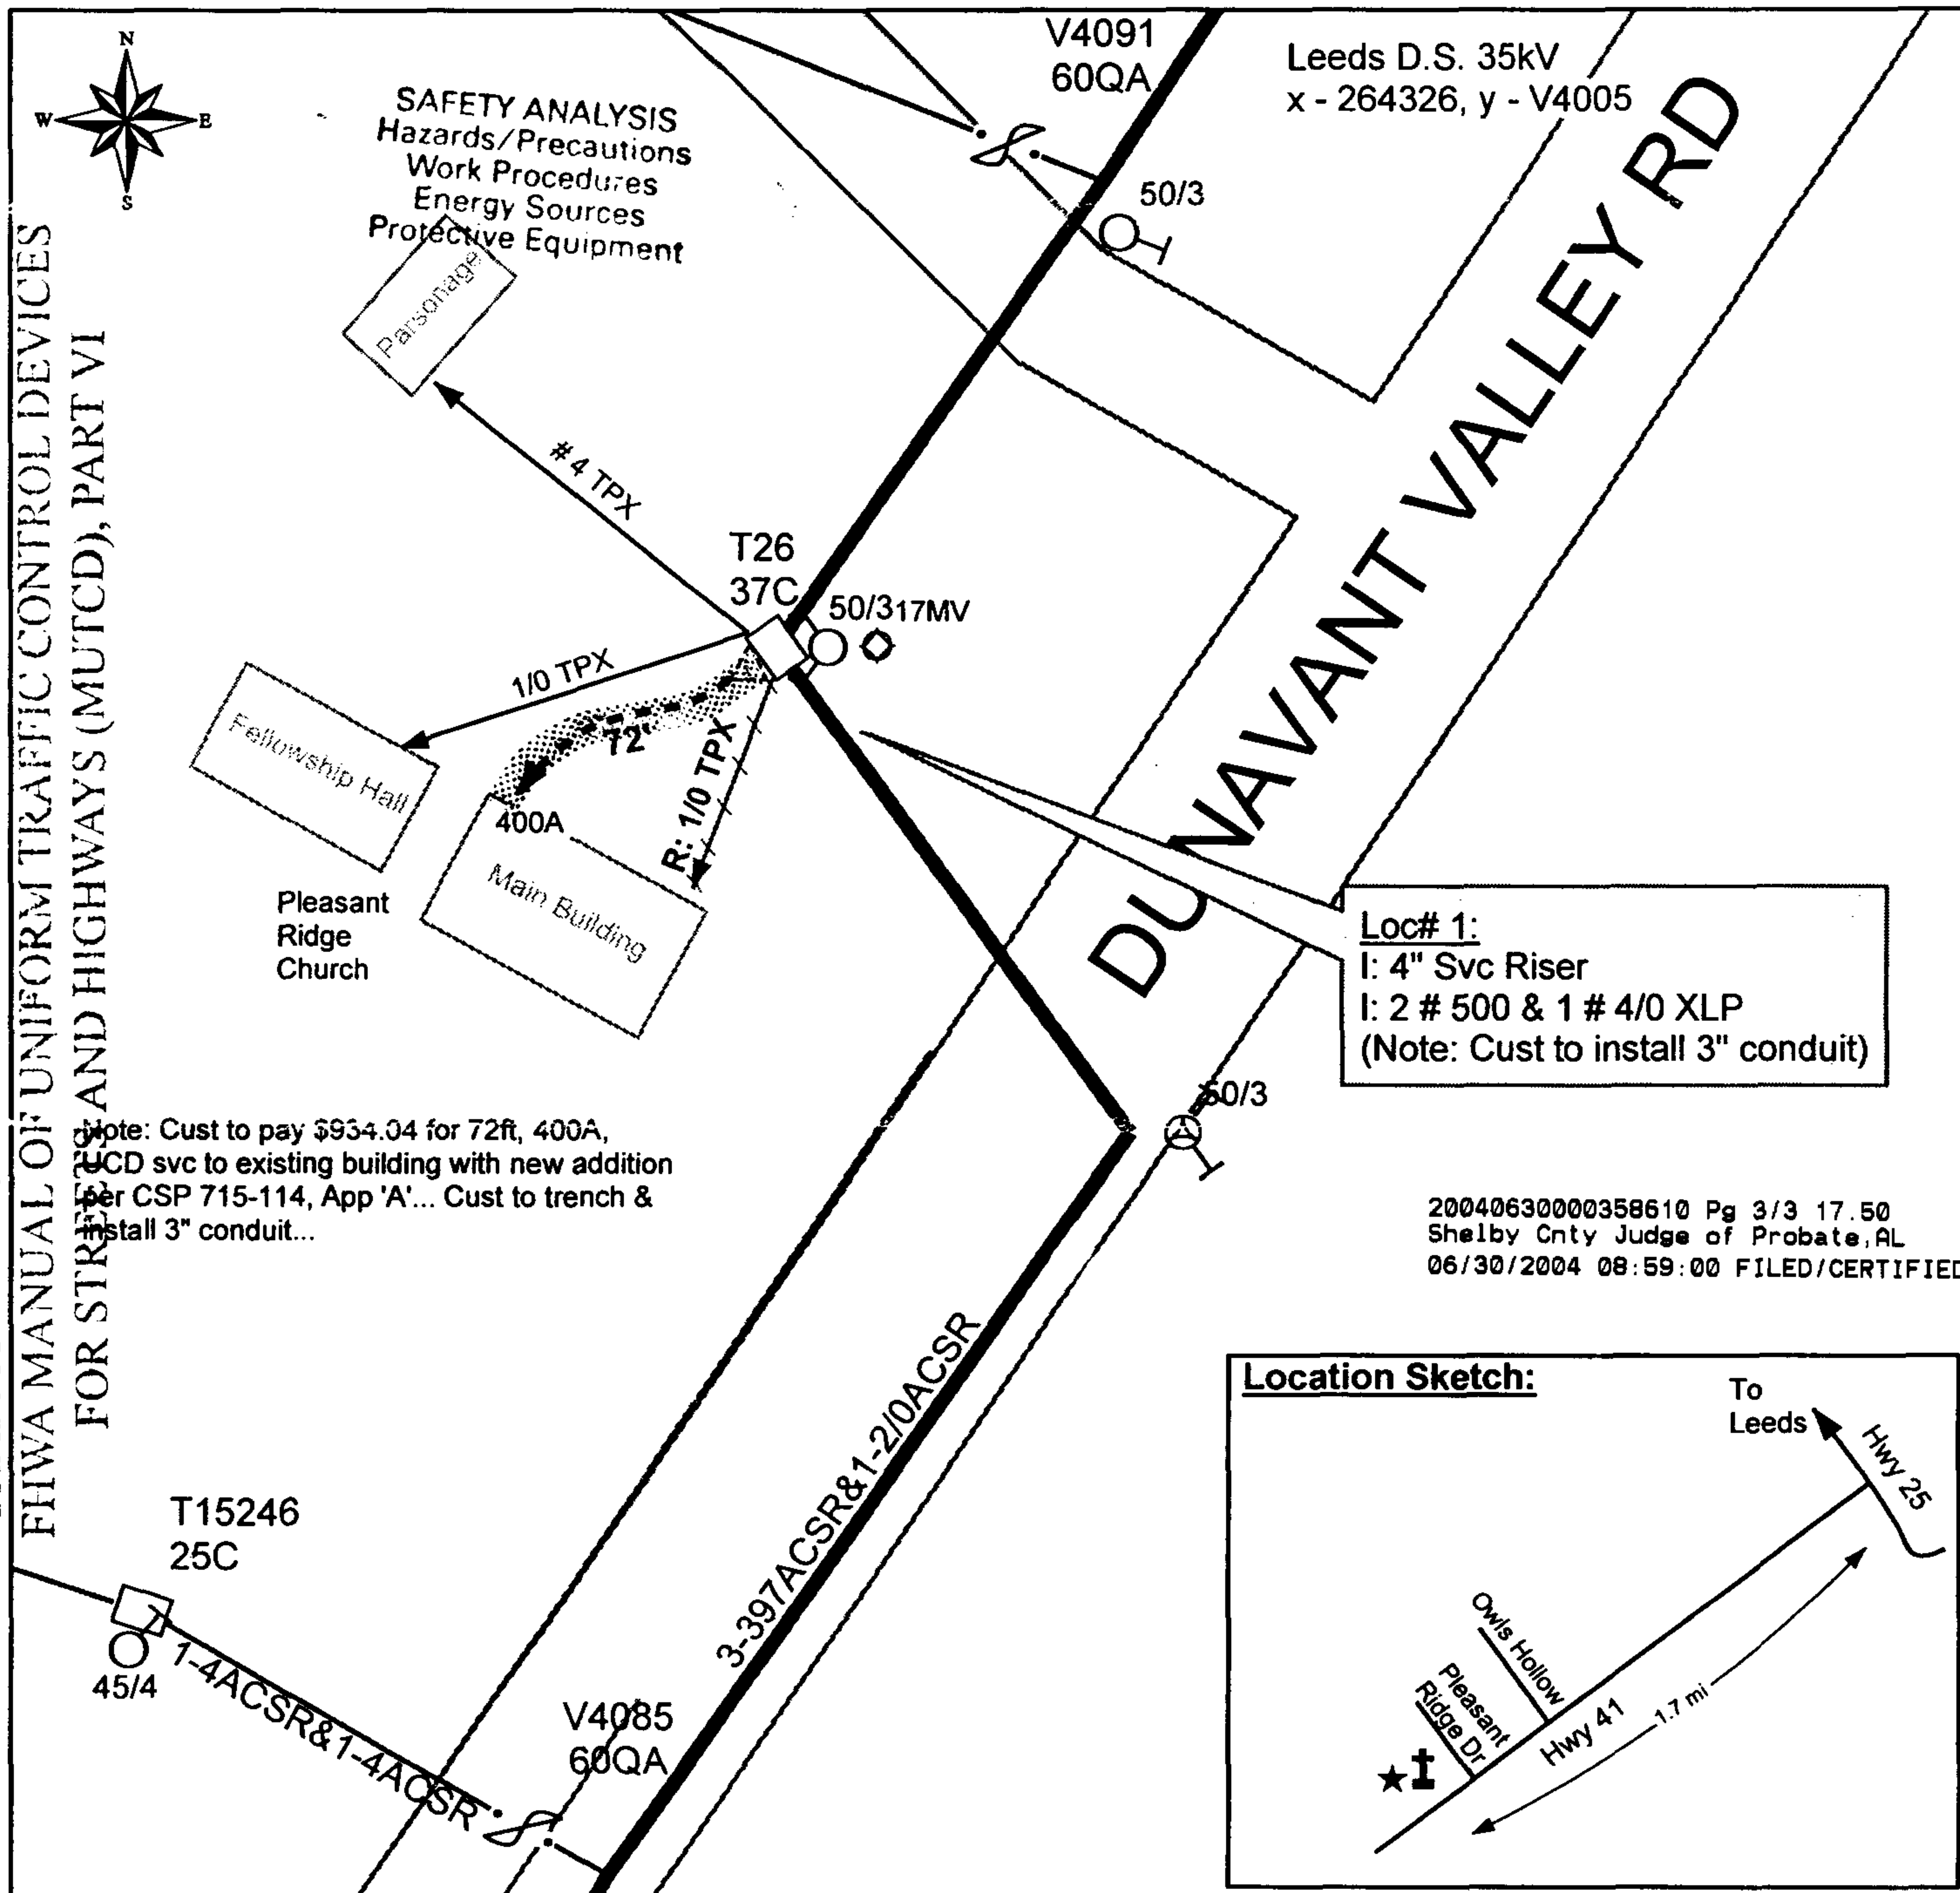 N
W
E
S
SAFETY ANALYSIS
Hazards/Precautions
Work Procedures
Energy Sources
Protective Equipment
V4091
60QA
Leeds D.S. 35kV
x - 264326, y - V4005
50/3
DUNAVANT VALLEY RD
FHWA MANUAL OF UNIFORM TRAFFIC CONTROL DEVICES
FOR STREETS AND HIGHWAYS (MUTCD), PART VI
Parsonage
#4 TPX
T26
37C
50/3 17MV
1/0 TPX
72'
R: 1/0 TPX
Fellowship Hall
400A
Main Building
Pleasant
Ridge
Church
Loc# 1:
I: 4" Svc Riser
I: 2 # 500 & 1 # 4/0 XLP
(Note: Cust to install 3" conduit)
50/3
Note: Cust to pay $934.04 for 72ft, 400A,
UCD svc to existing building with new addition
per CSP 715-114, App 'A'... Cust to trench &
install 3" conduit...
20040630000358610 Pg 3/3 17.50
Shelby Cnty Judge of Probate,AL
06/30/2004 08:59:00 FILED/CERTIFIED
3-397ACSR&1-2/0ACSR
T15246
25C
45/4
1-4ACSR&1-4ACSR
V4085
60QA
Location Sketch:
To
Leeds
Hwy 25
Owls Hollow
Pleasant
Ridge Dr
Hwy 41
1.7 mi